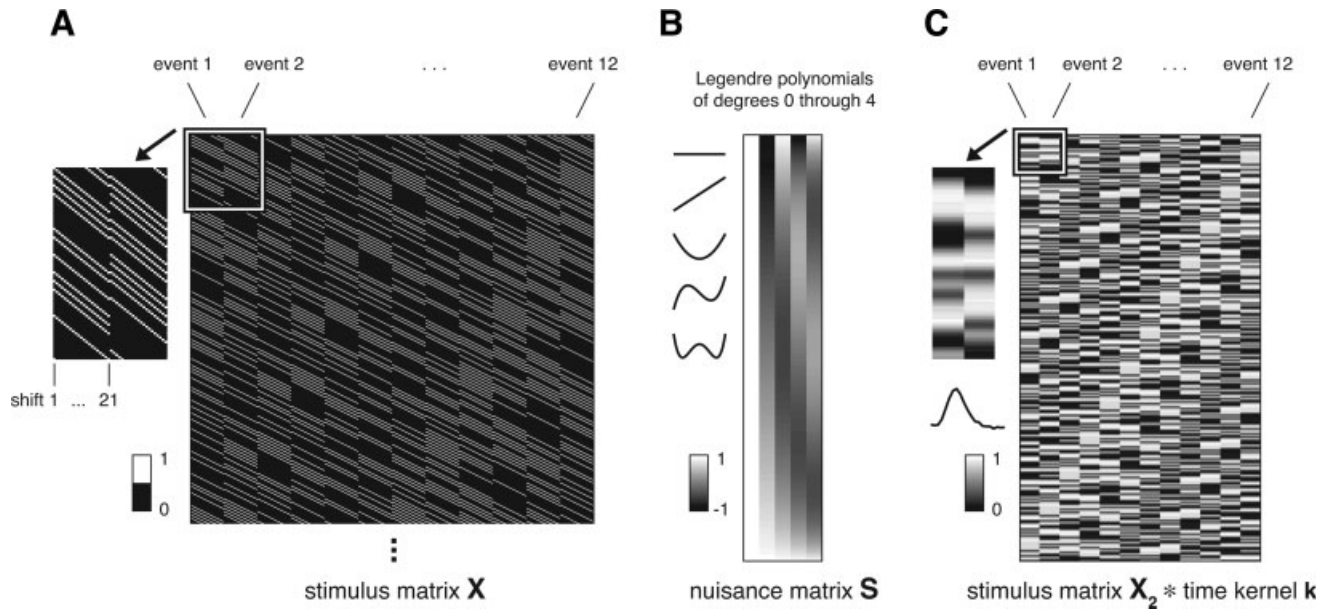 A
event 1 event 2 . . . event 12
shift 1 ... 21
1
0
stimulus matrix X
B
Legendre polynomials
of degrees 0 through 4
1
-1
nuisance matrix S
C
event 1 event 2 . . . event 12
1
0
stimulus matrix X₂ * time kernel k